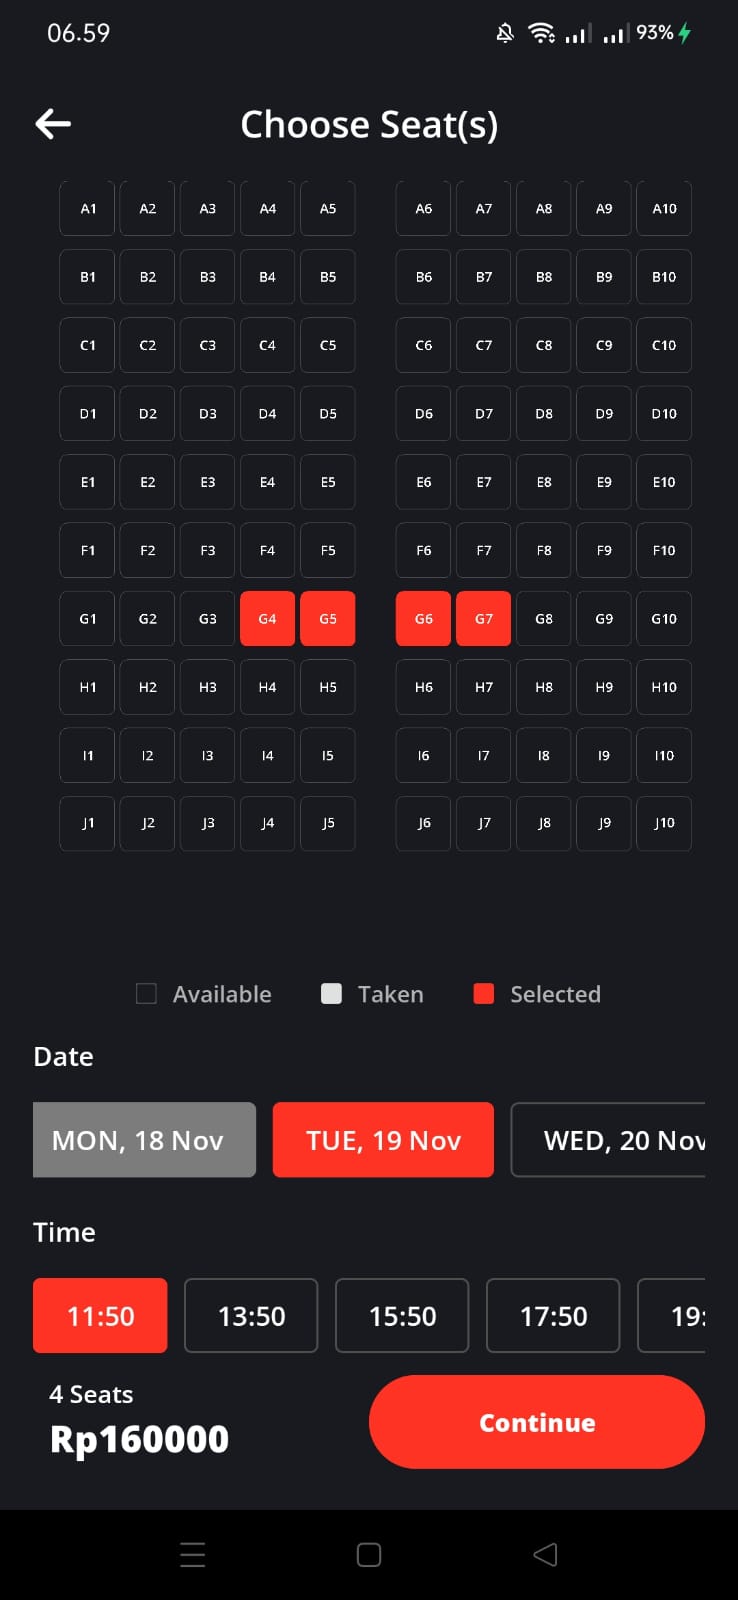 06.59 93%
Choose Seat(s)
A1 A2 A3 A4 A5 A6 A7 A8 A9 A10
B1 B2 B3 B4 B5 B6 B7 B8 B9 B10
C1 C2 C3 C4 C5 C6 C7 C8 C9 C10
D1 D2 D3 D4 D5 D6 D7 D8 D9 D10
E1 E2 E3 E4 E5 E6 E7 E8 E9 E10
F1 F2 F3 F4 F5 F6 F7 F8 F9 F10
G1 G2 G3 G4 G5 G6 G7 G8 G9 G10
H1 H2 H3 H4 H5 H6 H7 H8 H9 H10
I1 I2 I3 I4 I5 I6 I7 I8 I9 I10
J1 J2 J3 J4 J5 J6 J7 J8 J9 J10
Available Taken Selected
Date
MON, 18 Nov TUE, 19 Nov WED, 20 Nov
Time
11:50 13:50 15:50 17:50 19:
4 Seats
Rp160000 Continue